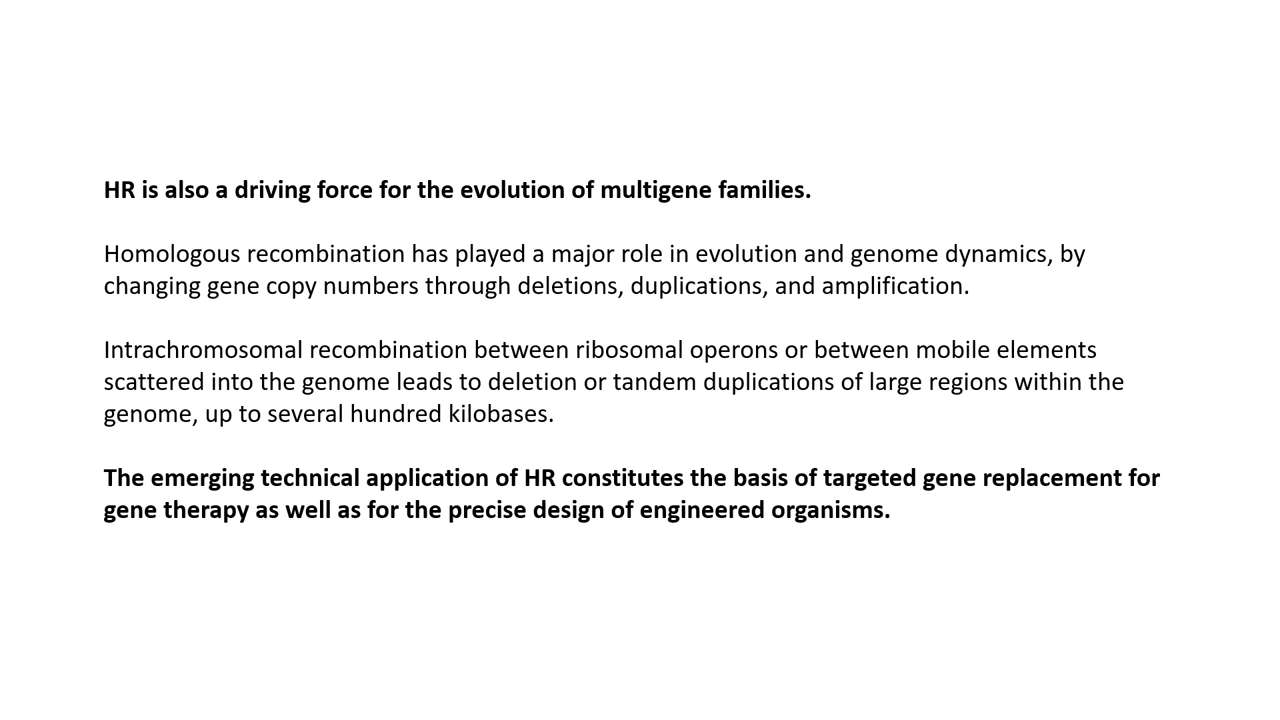 HR is also a driving force for the evolution of multigene families.
Homologous recombination has played a major role in evolution and genome dynamics, by
changing gene copy numbers through deletions, duplications, and amplification.
Intrachromosomal recombination between ribosomal operons or between mobile elements
scattered into the genome leads to deletion or tandem duplications of large regions within the
genome, up to several hundred kilobases.
The emerging technical application of HR constitutes the basis of targeted gene replacement for
gene therapy as well as for the precise design of engineered organisms.